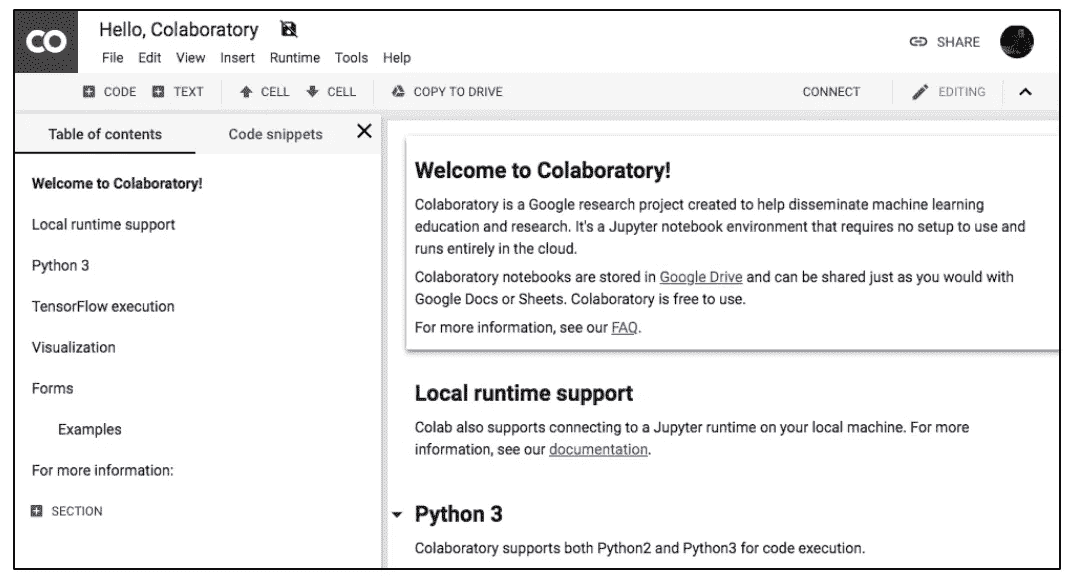 CO
Hello, Colaboratory
File Edit View Insert Runtime Tools Help
SHARE
CODE TEXT CELL CELL COPY TO DRIVE CONNECT EDITING
Table of contents Code snippets
Welcome to Colaboratory!
Local runtime support
Python 3
TensorFlow execution
Visualization
Forms
Examples
For more information:
SECTION
Welcome to Colaboratory!
Colaboratory is a Google research project created to help disseminate machine learning
education and research. It's a Jupyter notebook environment that requires no setup to use and
runs entirely in the cloud.
Colaboratory notebooks are stored in Google Drive and can be shared just as you would with
Google Docs or Sheets. Colaboratory is free to use.
For more information, see our FAQ.
Local runtime support
Colab also supports connecting to a Jupyter runtime on your local machine. For more
information, see our documentation.
Python 3
Colaboratory supports both Python2 and Python3 for code execution.